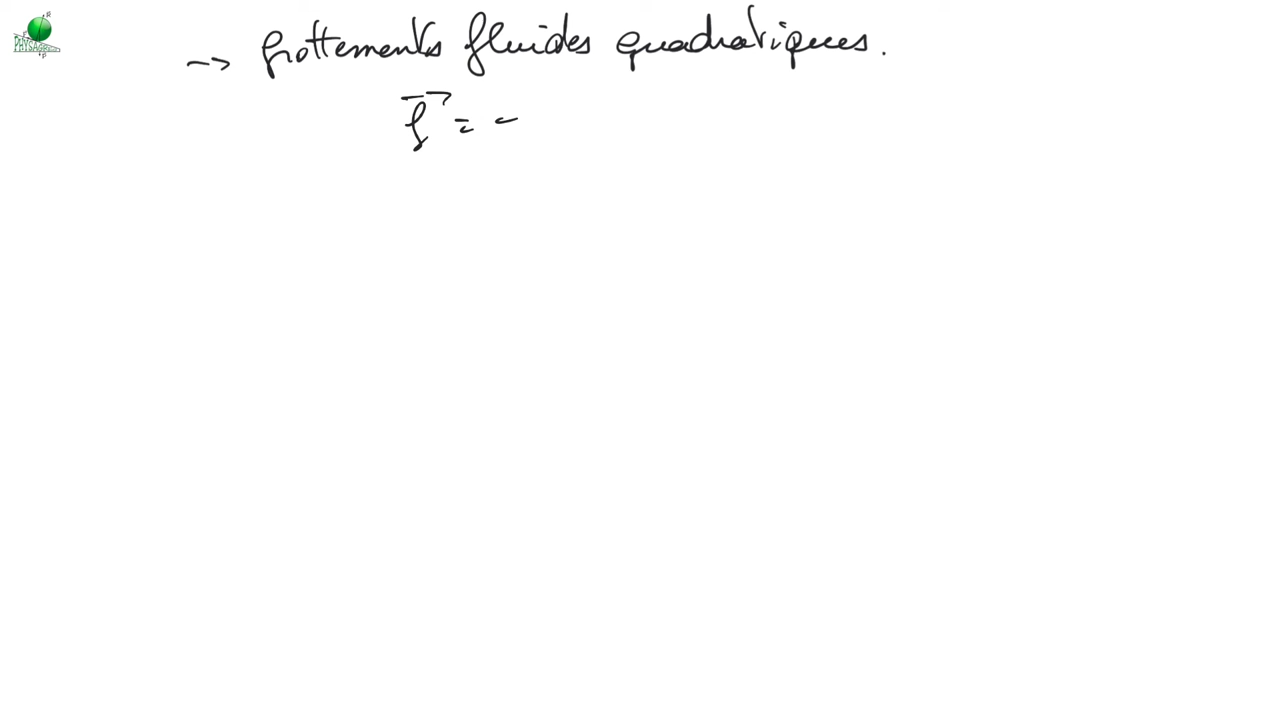 → frottements fluides quadratiques.
f⃗ = -